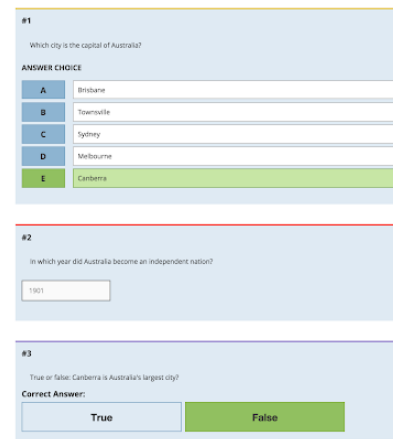 #1
Which city is the capital of Australia?
ANSWER CHOICE
A Brisbane
B Townsville
C Sydney
D Melbourne
E Canberra
#2
In which year did Australia become an independent nation?
1901
#3
True or false: Canberra is Australia's largest city?
Correct Answer:
True False